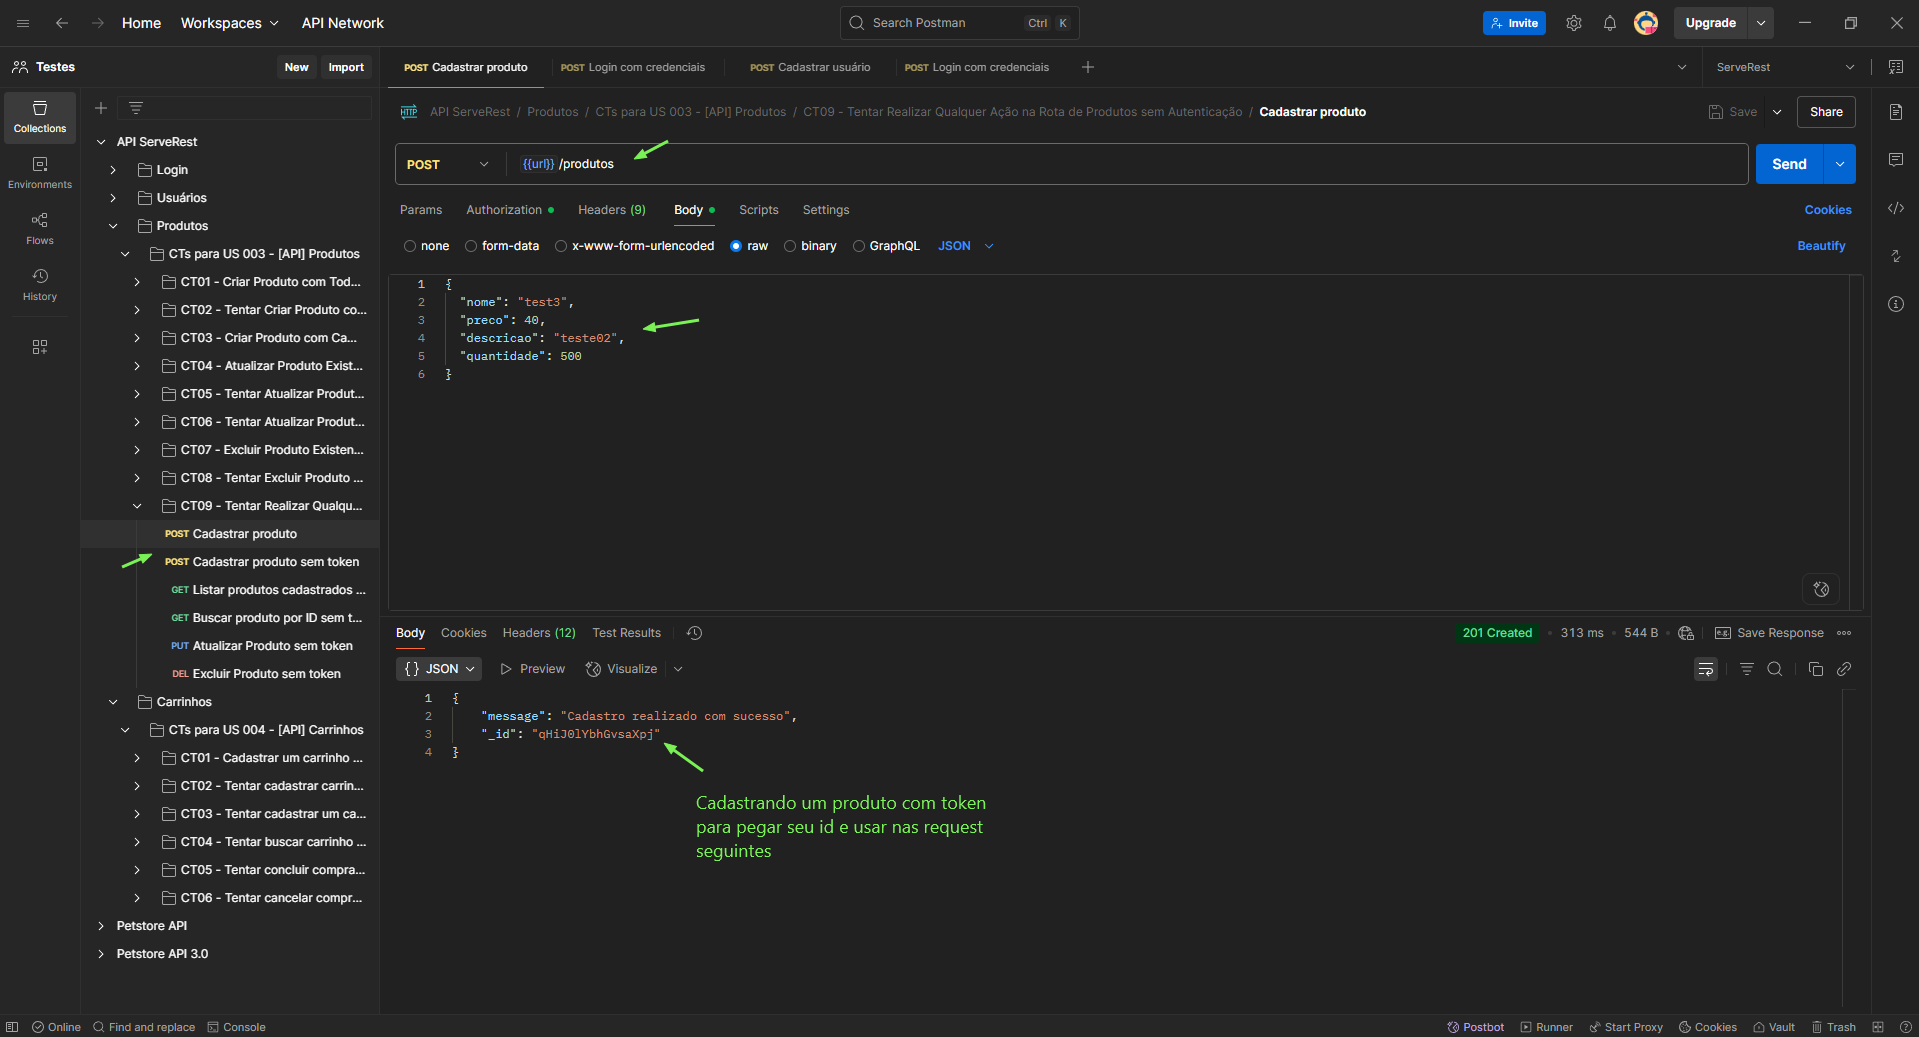 Home Workspaces API Network Search Postman Ctrl K Invite Upgrade
Testes New Import POST Cadastrar produto POST Login com credenciais POST Cadastrar usuário POST Login com credenciais ServeRest
HTTP API ServeRest / Produtos / CTs para US 003 - [API] Produtos / CT09 - Tentar Realizar Qualquer Ação na Rota de Produtos sem Autenticação / Cadastrar produto Save Share
Collections
Environments
Flows
History
API ServeRest
Login
Usuários
Produtos
CTs para US 003 - [API] Produtos
CT01 - Criar Produto com Tod...
CT02 - Tentar Criar Produto co...
CT03 - Criar Produto com Ca...
CT04 - Atualizar Produto Exist...
CT05 - Tentar Atualizar Produt...
CT06 - Tentar Atualizar Produt...
CT07 - Excluir Produto Existen...
CT08 - Tentar Excluir Produto ...
CT09 - Tentar Realizar Qualqu...
POST Cadastrar produto
POST Cadastrar produto sem token
GET Listar produtos cadastrados ...
GET Buscar produto por ID sem t...
PUT Atualizar Produto sem token
DEL Excluir Produto sem token
Carrinhos
CTs para US 004 - [API] Carrinhos
CT01 - Cadastrar um carrinho ...
CT02 - Tentar cadastrar carrin...
CT03 - Tentar cadastrar um ca...
CT04 - Tentar buscar carrinho ...
CT05 - Tentar concluir compra...
CT06 - Tentar cancelar compr...
Petstore API
Petstore API 3.0
POST {{url}} /produtos Send
Params Authorization Headers (9) Body Scripts Settings Cookies
none form-data x-www-form-urlencoded raw binary GraphQL JSON Beautify
1 {
2 "nome": "test3",
3 "preco": 40,
4 "descricao": "teste02",
5 "quantidade": 500
6 }
Body Cookies Headers (12) Test Results 201 Created 313 ms 544 B Save Response
{} JSON Preview Visualize
1 {
2 "message": "Cadastro realizado com sucesso",
3 "_id": "qHiJ0lYbhGvsaXpj"
4 }
Cadastrando um produto com token
para pegar seu id e usar nas request
seguintes
Online Find and replace Console Postbot Runner Start Proxy Cookies Vault Trash